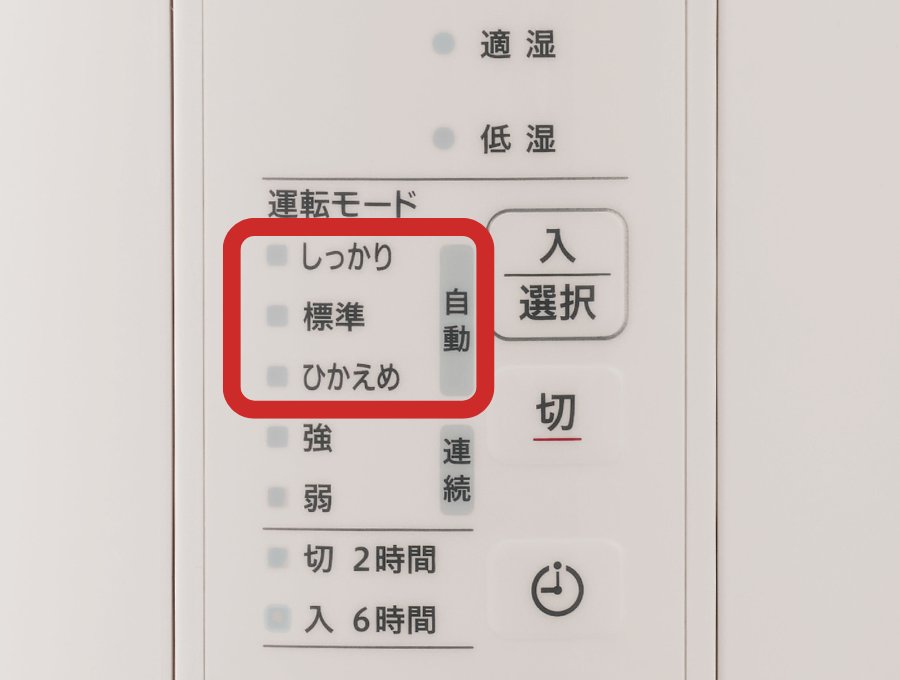 適湿
低湿
運転モード
しっかり
標準
ひかえめ
自動
入
選択
切
強
弱
連続
切 2時間
入 6時間